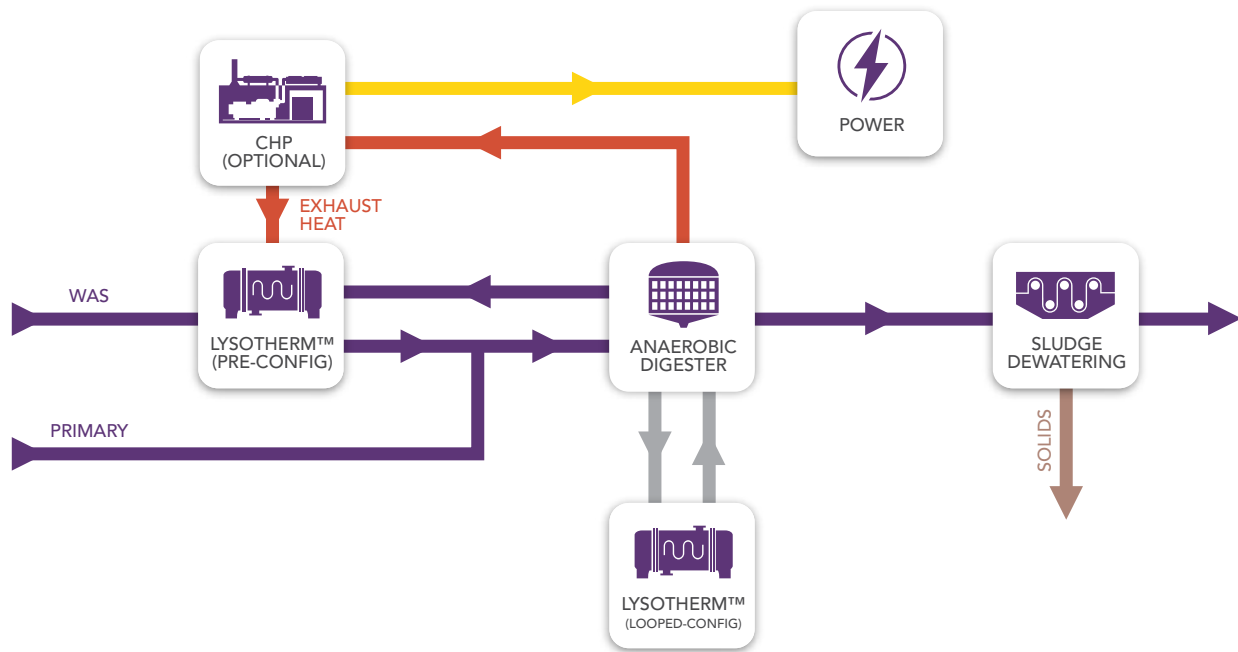 POWER
CHP
(OPTIONAL)
EXHAUST
HEAT
WAS
LYSOTHERM™
(PRE-CONFIG)
ANAEROBIC
DIGESTER
SLUDGE
DEWATERING
PRIMARY
SOLIDS
LYSOTHERM™
(LOOPED-CONFIG)